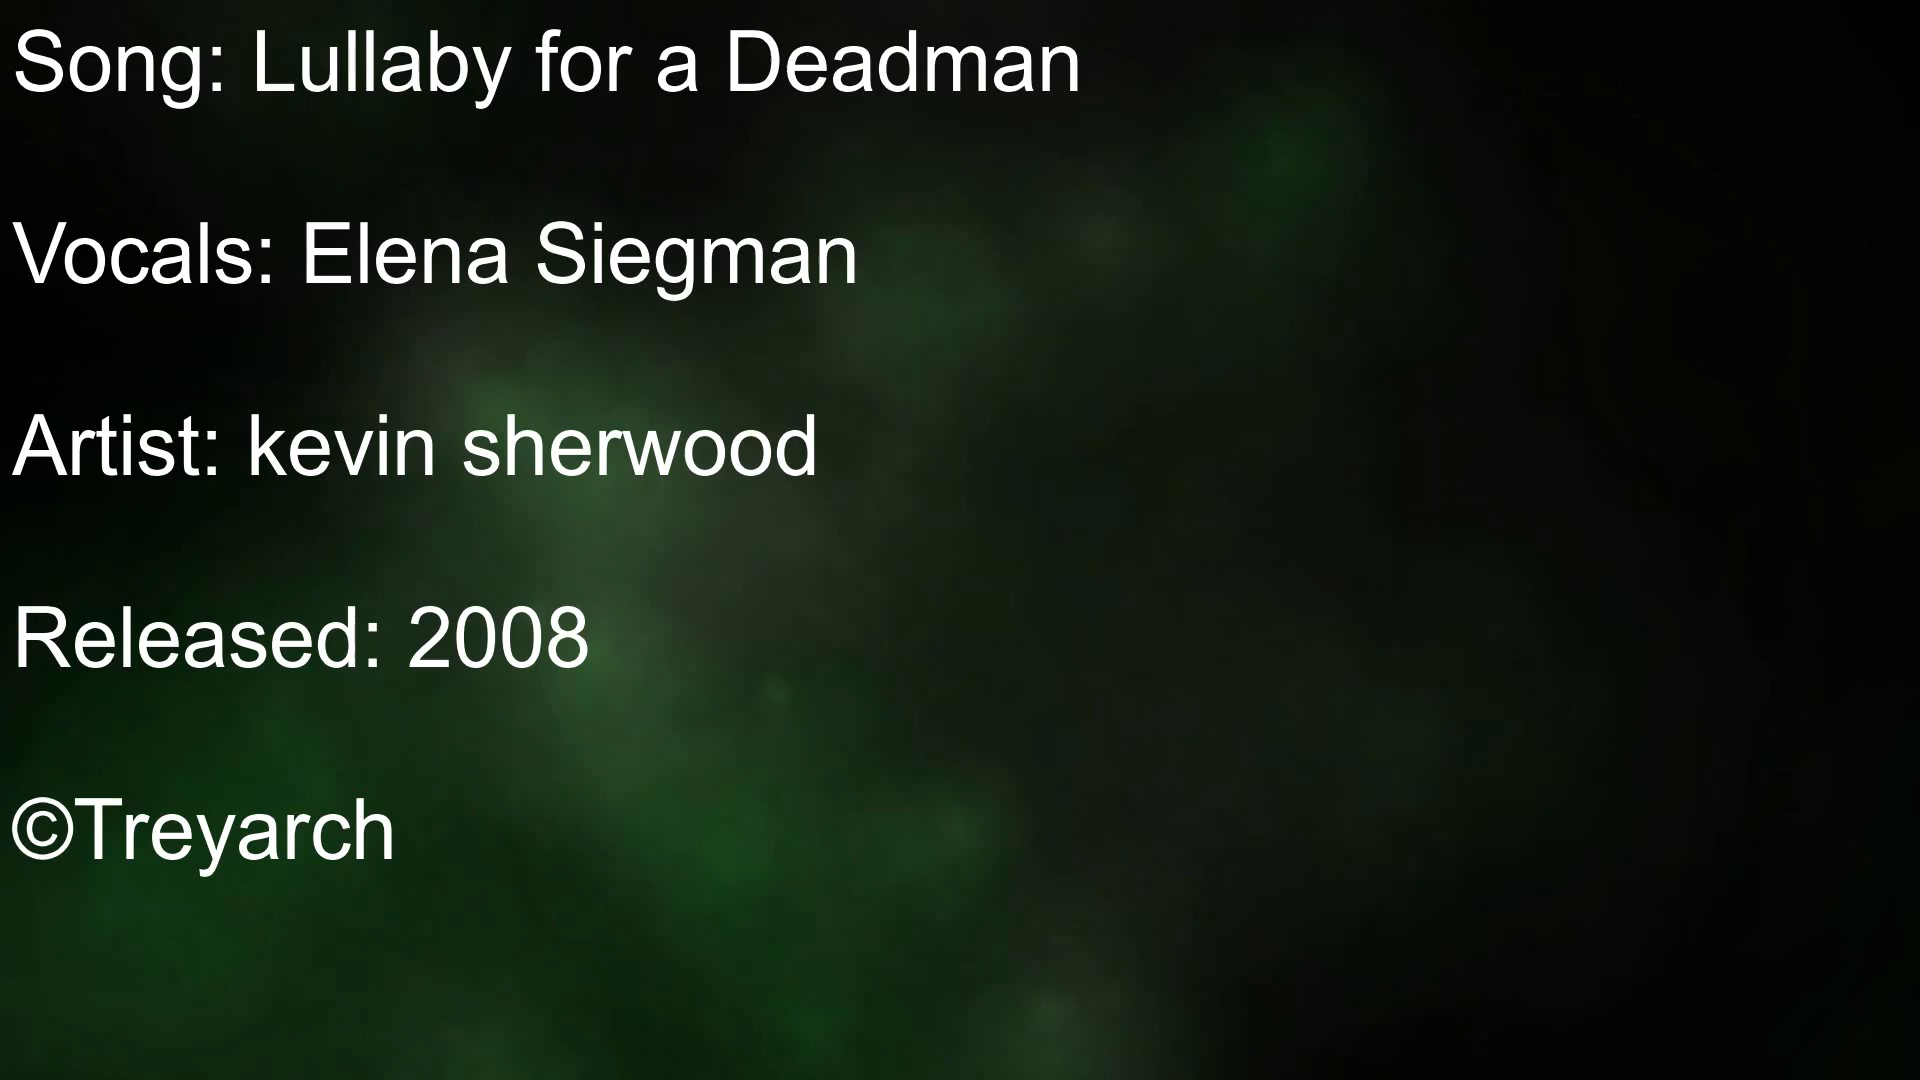 Song: Lullaby for a Deadman
Vocals: Elena Siegman
Artist: kevin sherwood
Released: 2008
©Treyarch